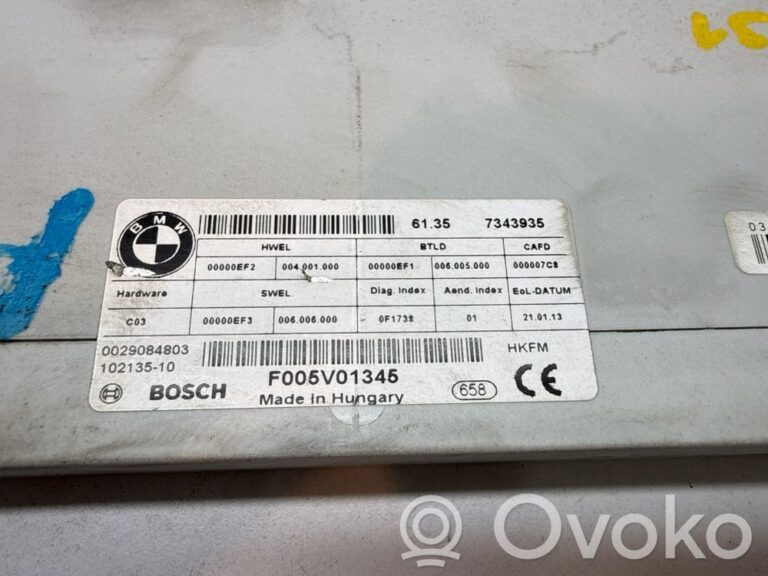 51
BMW
61.35 7343935
03
HWEL BTLD CAFD
00000EF2 004.001.000 00000EF1 006.005.000 000007C8
Hardware SWEL Diag. Index Aend. Index EoL-DATUM
C03 00000EF3 006.006.000 0F1738 01 21.01.13
0029084803 HKFM
102135-10
BOSCH F005V01345 658 CE
Made in Hungary
Ovoko